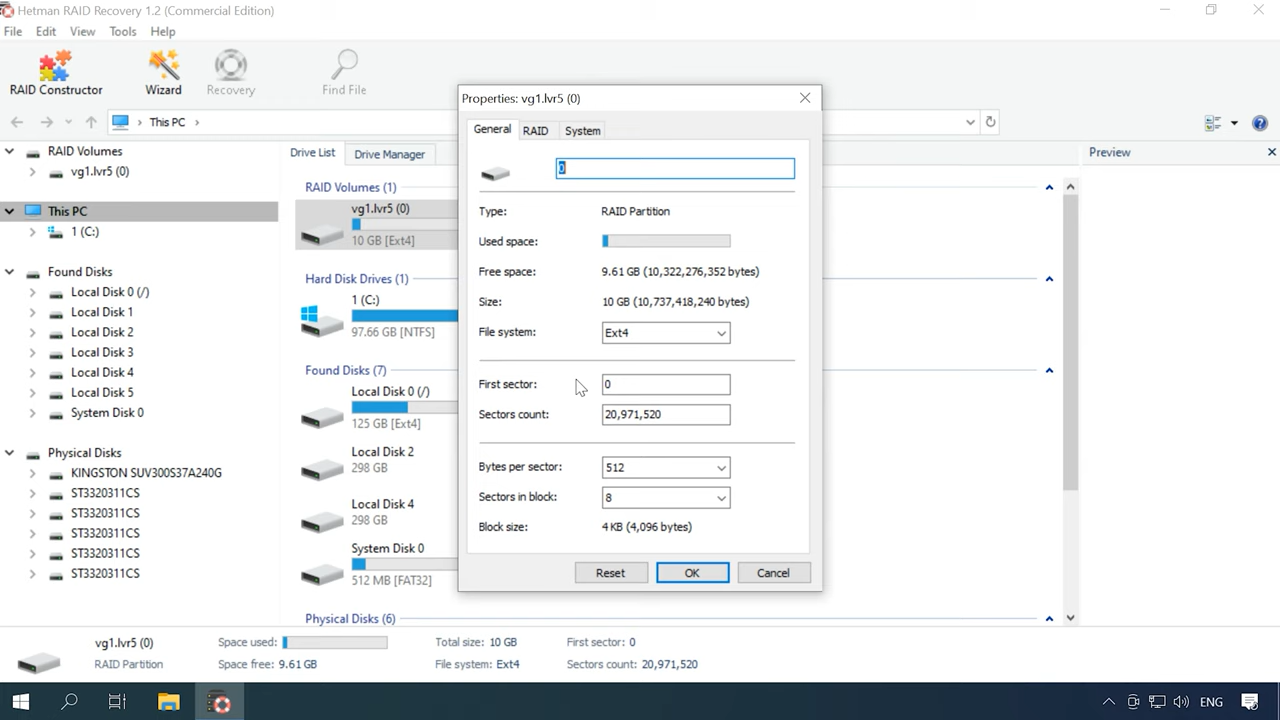 Hetman RAID Recovery 1.2 (Commercial Edition)
File Edit View Tools Help
RAID Constructor Wizard Recovery Find File
This PC
RAID Volumes
vg1.lvr5 (0)
This PC
1 (C:)
Found Disks
Local Disk 0 (/)
Local Disk 1
Local Disk 2
Local Disk 3
Local Disk 4
Local Disk 5
System Disk 0
Physical Disks
KINGSTON SUV300S37A240G
ST3320311CS
ST3320311CS
ST3320311CS
ST3320311CS
ST3320311CS
Drive List Drive Manager
RAID Volumes (1)
vg1.lvr5 (0)
10 GB [Ext4]
Hard Disk Drives (1)
1 (C:)
97.66 GB [NTFS]
Found Disks (7)
Local Disk 0 (/)
125 GB [Ext4]
Local Disk 2
298 GB
Local Disk 4
298 GB
System Disk 0
512 MB [FAT32]
Physical Disks (6)
Properties: vg1.lvr5 (0)
General RAID System
0
Type: RAID Partition
Used space:
Free space: 9.61 GB (10,322,276,352 bytes)
Size: 10 GB (10,737,418,240 bytes)
File system: Ext4
First sector: 0
Sectors count: 20,971,520
Bytes per sector: 512
Sectors in block: 8
Block size: 4 KB (4,096 bytes)
Reset OK Cancel
Preview
vg1.lvr5 (0) Space used: Total size: 10 GB First sector: 0
RAID Partition Space free: 9.61 GB File system: Ext4 Sectors count: 20,971,520
ENG